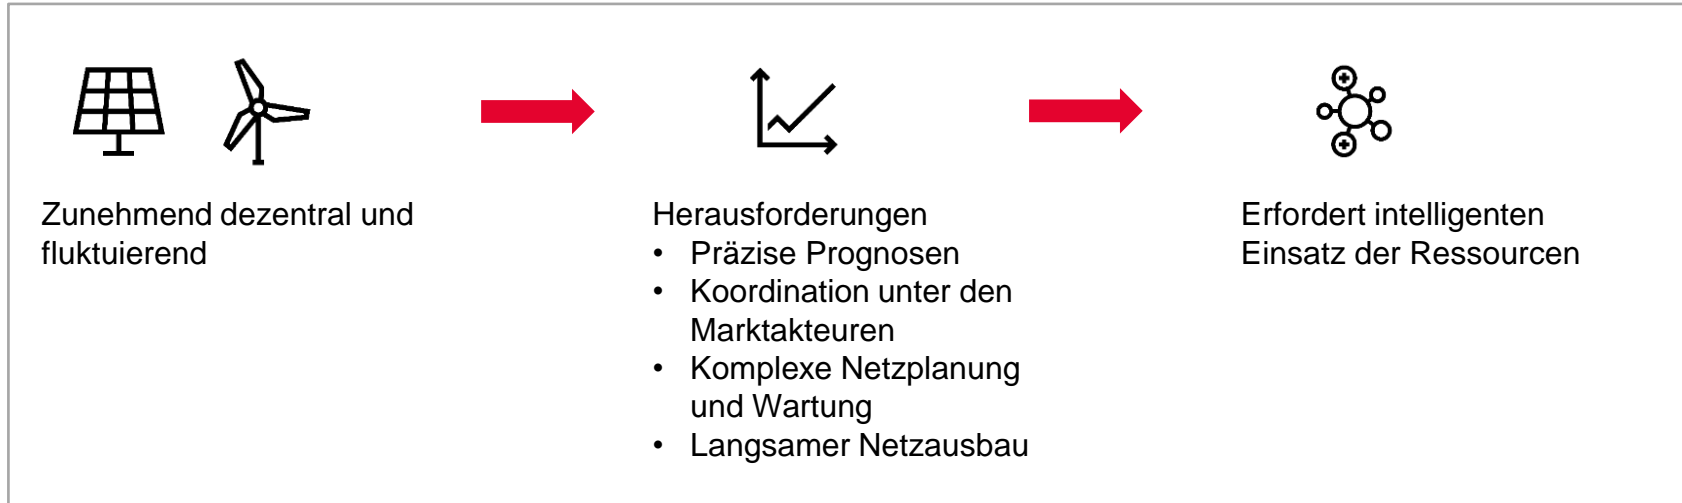 Zunehmend dezentral und
fluktuierend
Herausforderungen
• Präzise Prognosen
• Koordination unter den
Marktakteuren
• Komplexe Netzplanung
und Wartung
• Langsamer Netzausbau
Erfordert intelligenten
Einsatz der Ressourcen